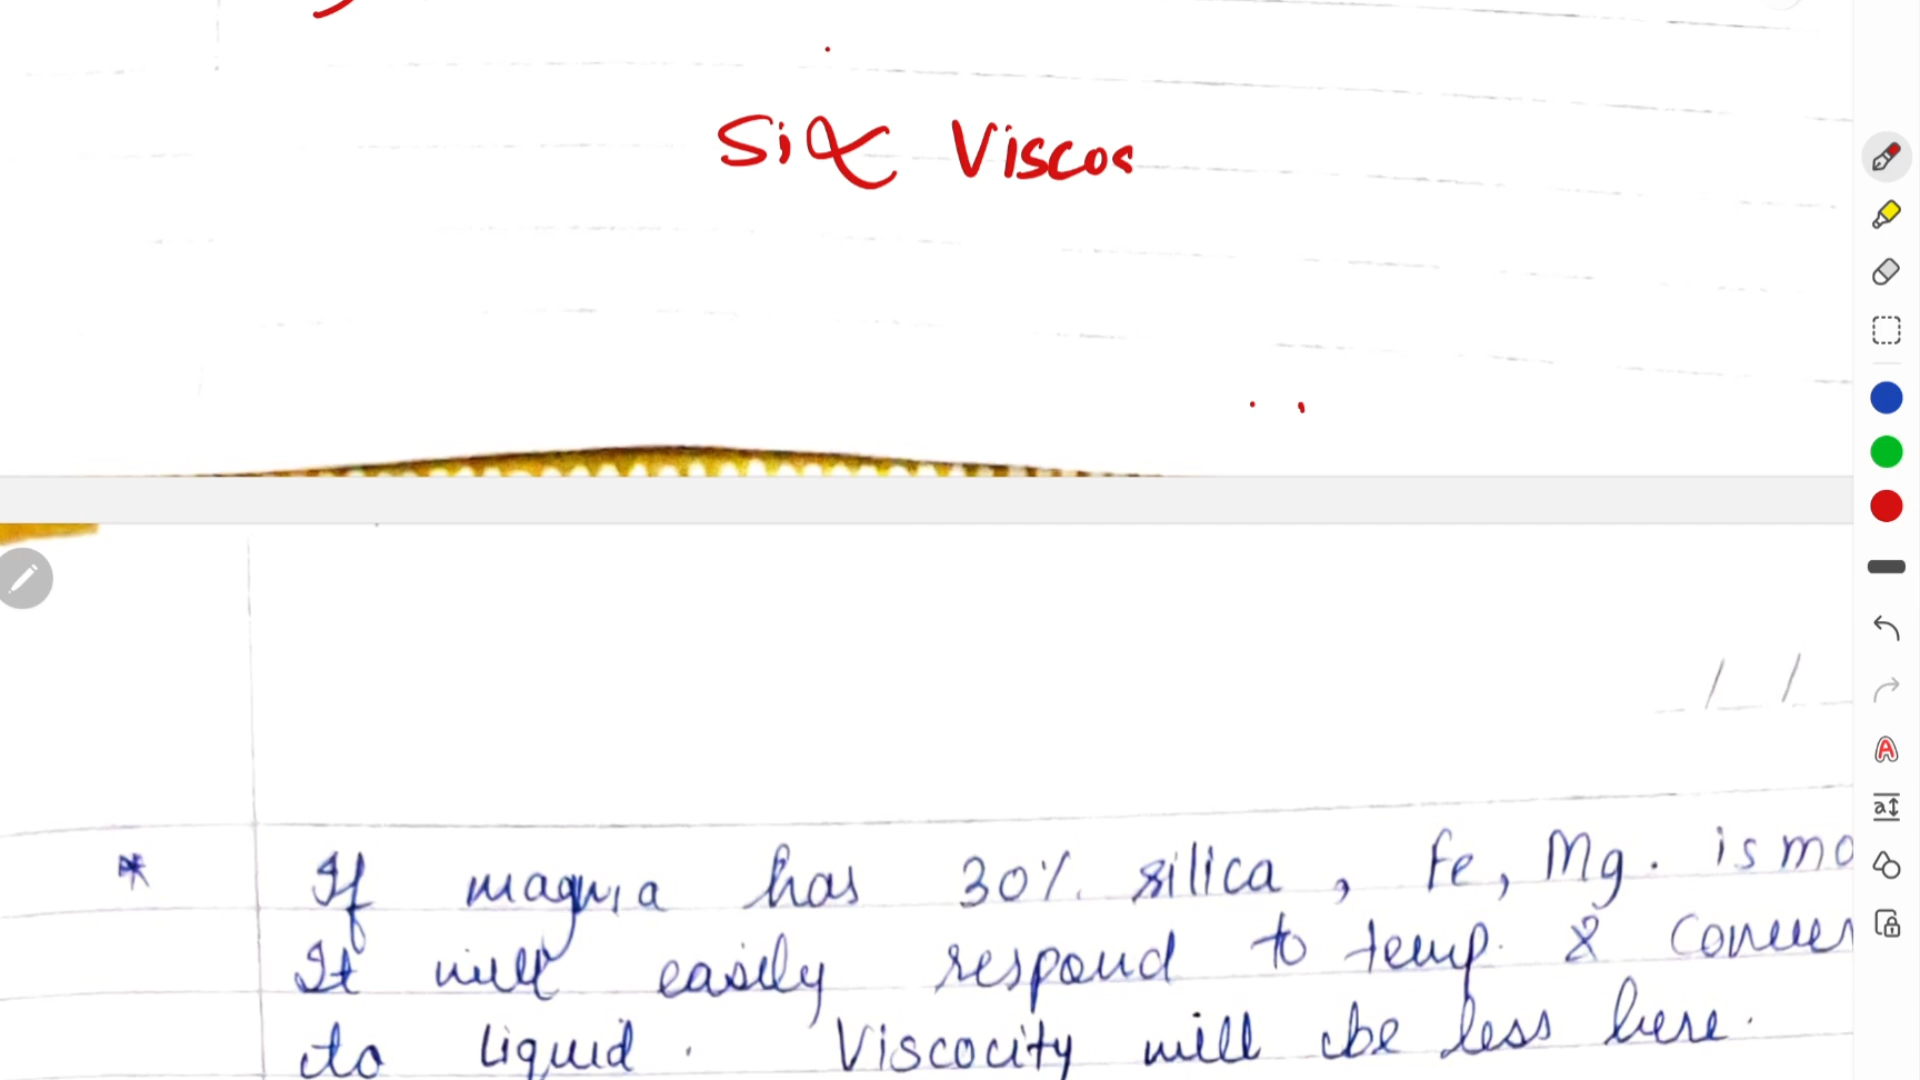 Si ∝ Viscos
/ /
* If magma has 30% silica, Fe, Mg. is mo
It will easily respond to temp. & conver
to liquid. Viscocity will be less here.